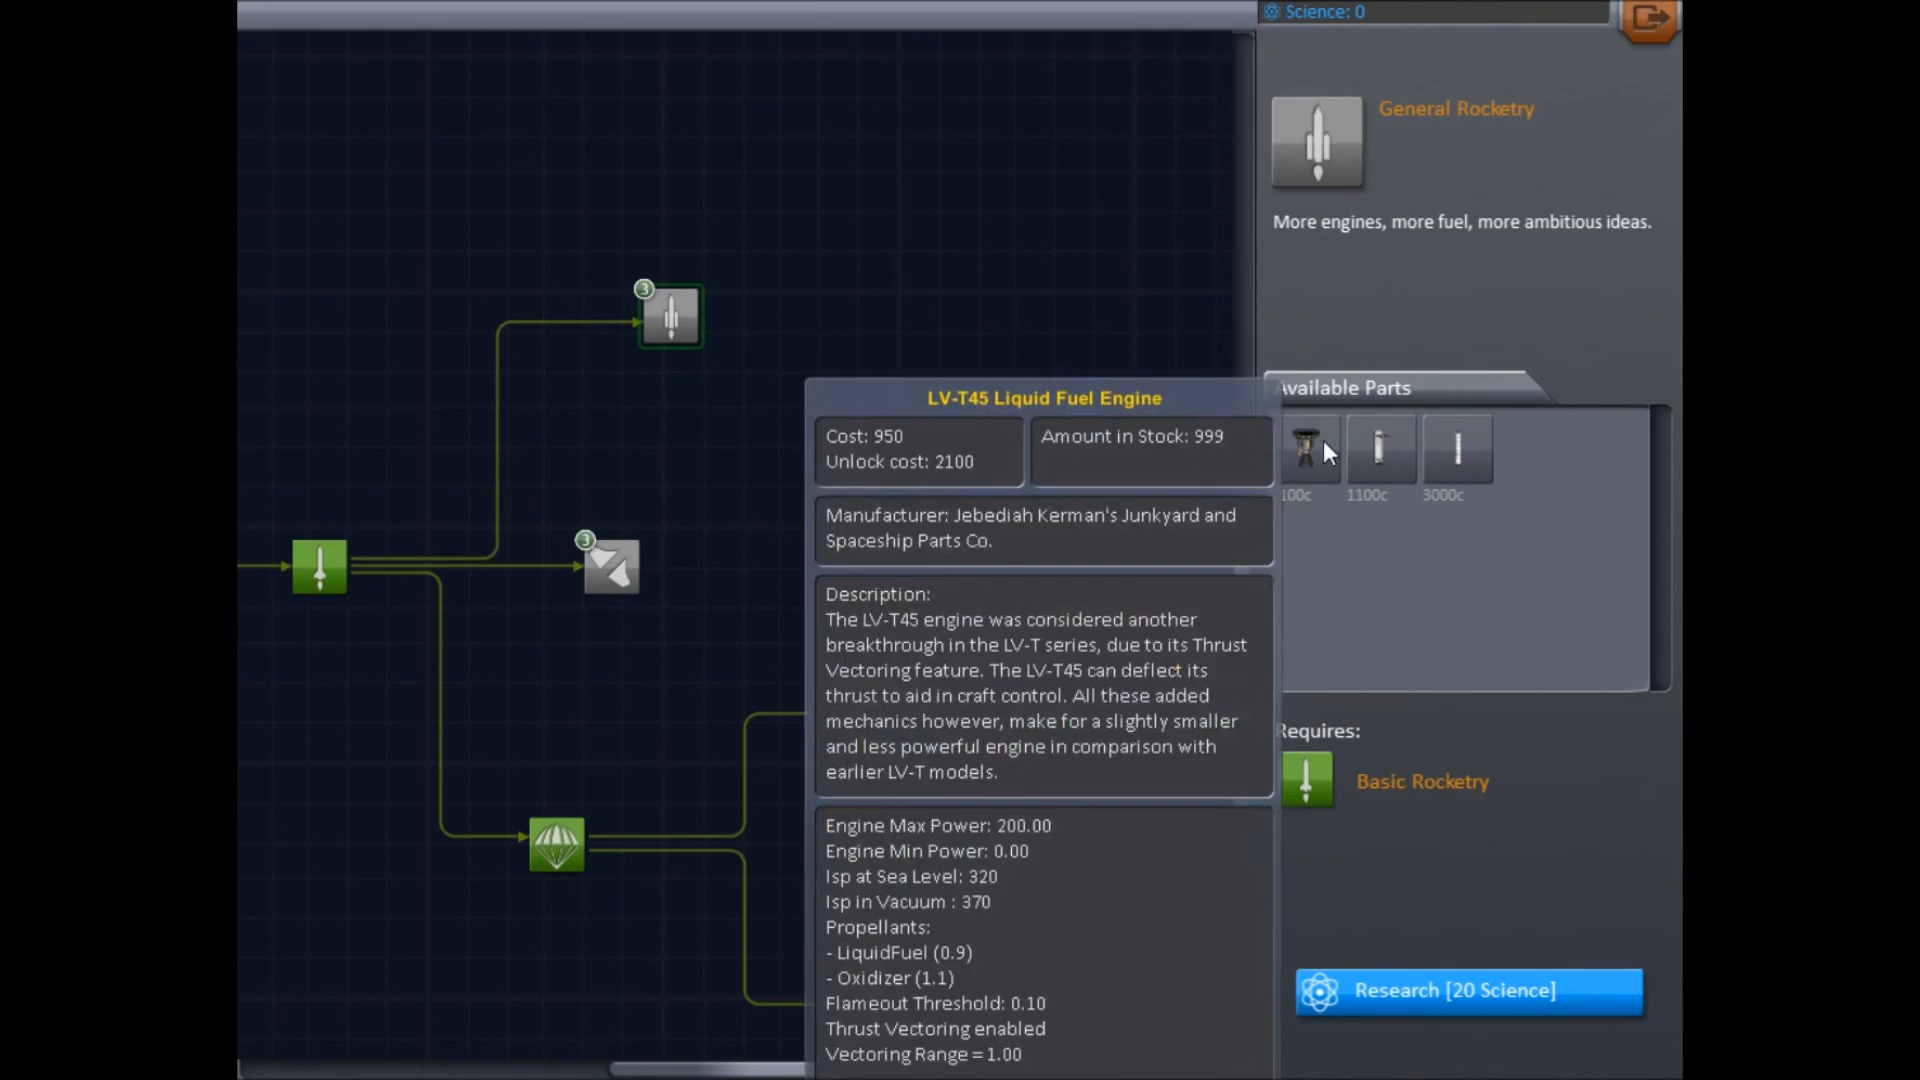 Science: 0
General Rocketry
More engines, more fuel, more ambitious ideas.
3
3
LV-T45 Liquid Fuel Engine
Cost: 950
Unlock cost: 2100
Amount in Stock: 999
Manufacturer: Jebediah Kerman's Junkyard and
Spaceship Parts Co.
Description:
The LV-T45 engine was considered another
breakthrough in the LV-T series, due to its Thrust
Vectoring feature. The LV-T45 can deflect its
thrust to aid in craft control. All these added
mechanics however, make for a slightly smaller
and less powerful engine in comparison with
earlier LV-T models.
Engine Max Power: 200.00
Engine Min Power: 0.00
Isp at Sea Level: 320
Isp in Vacuum : 370
Propellants:
- LiquidFuel (0.9)
- Oxidizer (1.1)
Flameout Threshold: 0.10
Thrust Vectoring enabled
Vectoring Range = 1.00
Available Parts
100c
1100c
3000c
Requires:
Basic Rocketry
Research [20 Science]